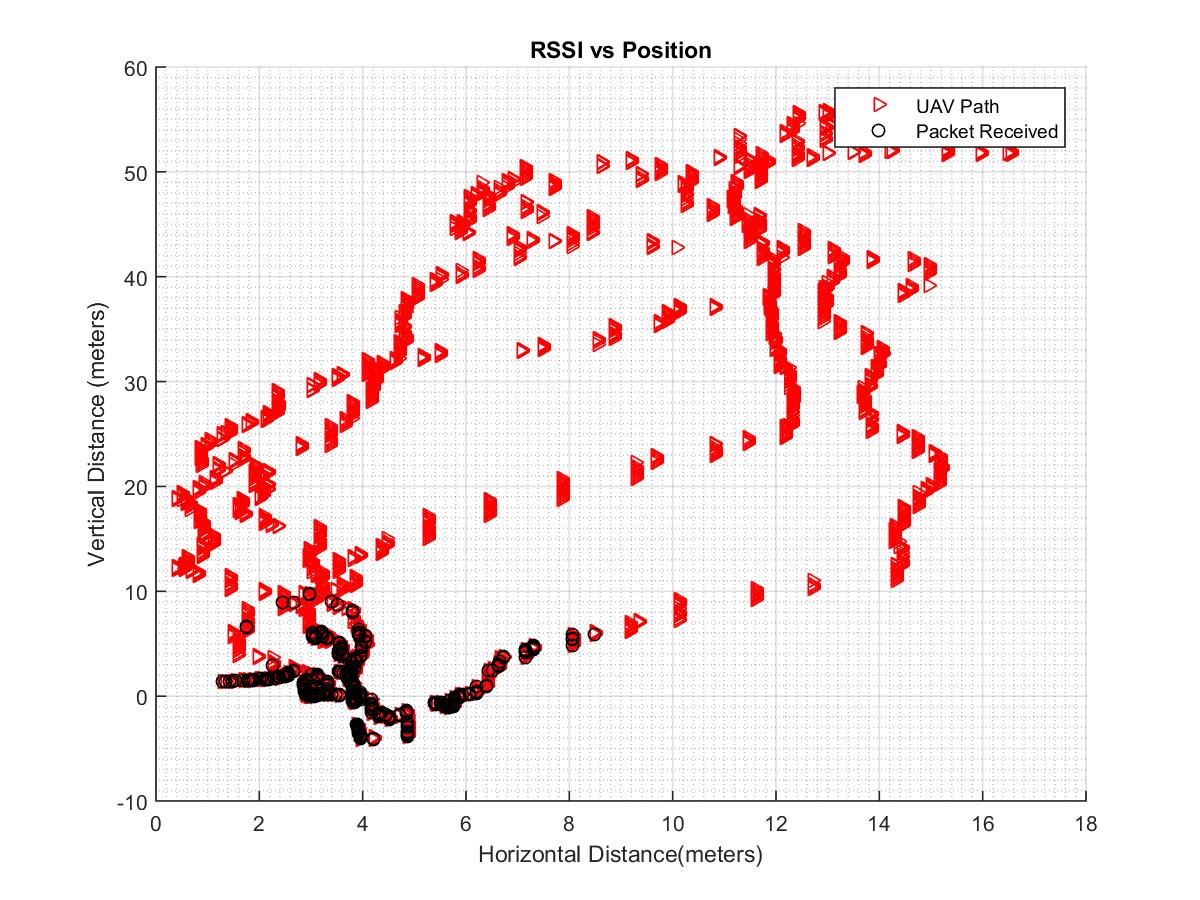 RSSI vs Position
60
50
40
30
20
10
0
-10
Vertical Distance (meters)
UAV Path
Packet Received
0 2 4 6 8 10 12 14 16 18
Horizontal Distance(meters)